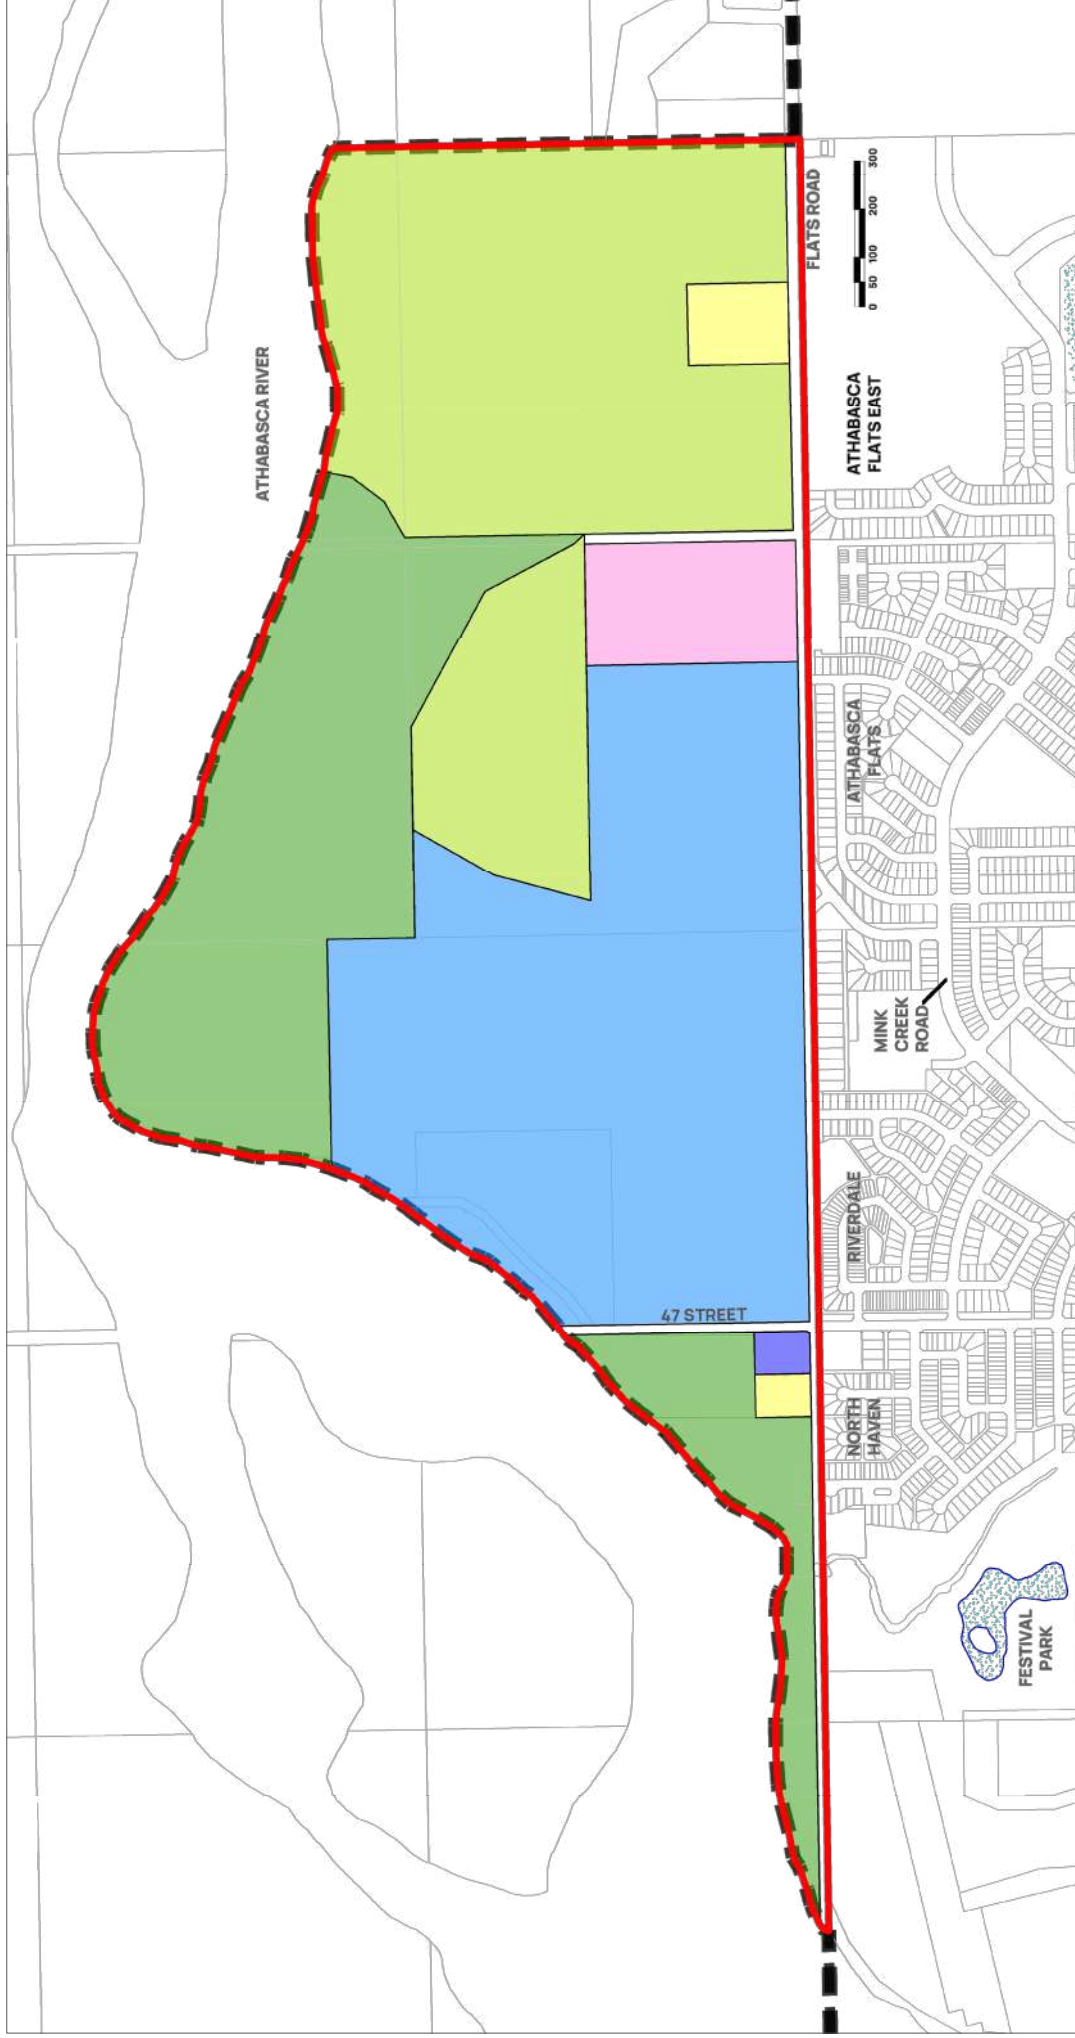 ATHABASCA RIVER
FLATS ROAD
0 50 100 200 300
ATHABASCA
FLATS EAST
ATHABASCA
FLATS
MINK
CREEK
ROAD
RIVERDALE
47 STREET
NORTH
HAVEN
FESTIVAL
PARK